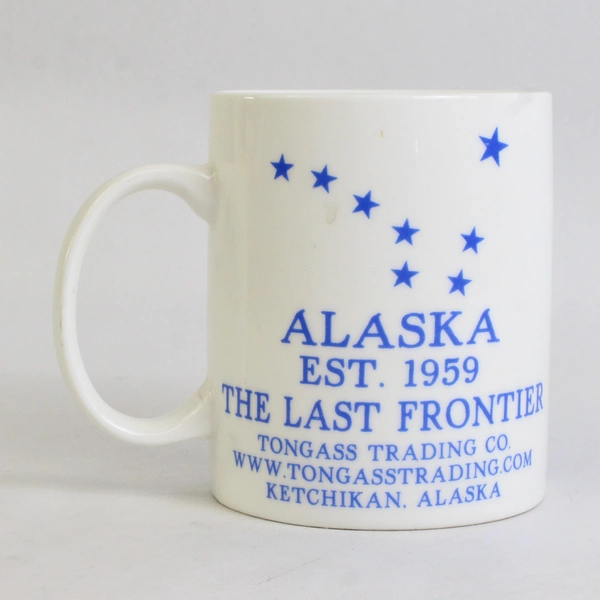 ALASKA
EST. 1959
THE LAST FRONTIER
TONGASS TRADING CO.
WWW.TONGASSTRADING.COM
KETCHIKAN, ALASKA